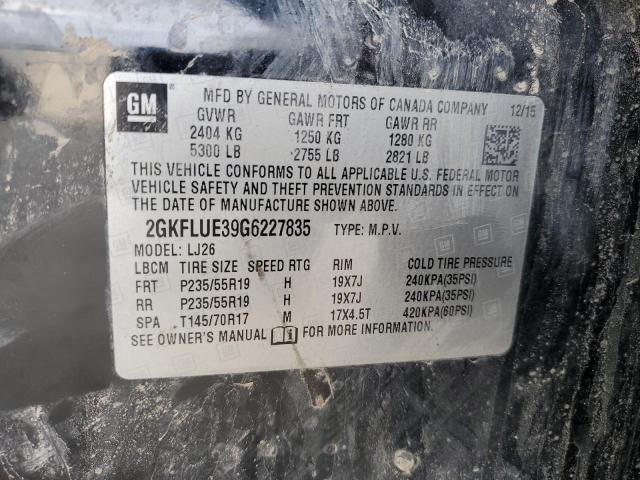 GM
MFD BY GENERAL MOTORS OF CANADA COMPANY 12/15
GVWR GAWR FRT GAWR RR
2404 KG 1250 KG 1280 KG
5300 LB 2755 LB 2821 LB
THIS VEHICLE CONFORMS TO ALL APPLICABLE U.S. FEDERAL MOTOR
VEHICLE SAFETY AND THEFT PREVENTION STANDARDS IN EFFECT ON
THE DATE OF MANUFACTURE SHOWN ABOVE.
2GKFLUE39G6227835 TYPE: M.P.V.
MODEL: LJ26
LBCM TIRE SIZE SPEED RTG RIM COLD TIRE PRESSURE
FRT P235/55R19 H 19X7J 240KPA(35PSI)
RR P235/55R19 H 19X7J 240KPA(35PSI)
SPA T145/70R17 M 17X4.5T 420KPA(60PSI)
SEE OWNER'S MANUAL FOR MORE INFORMATION.